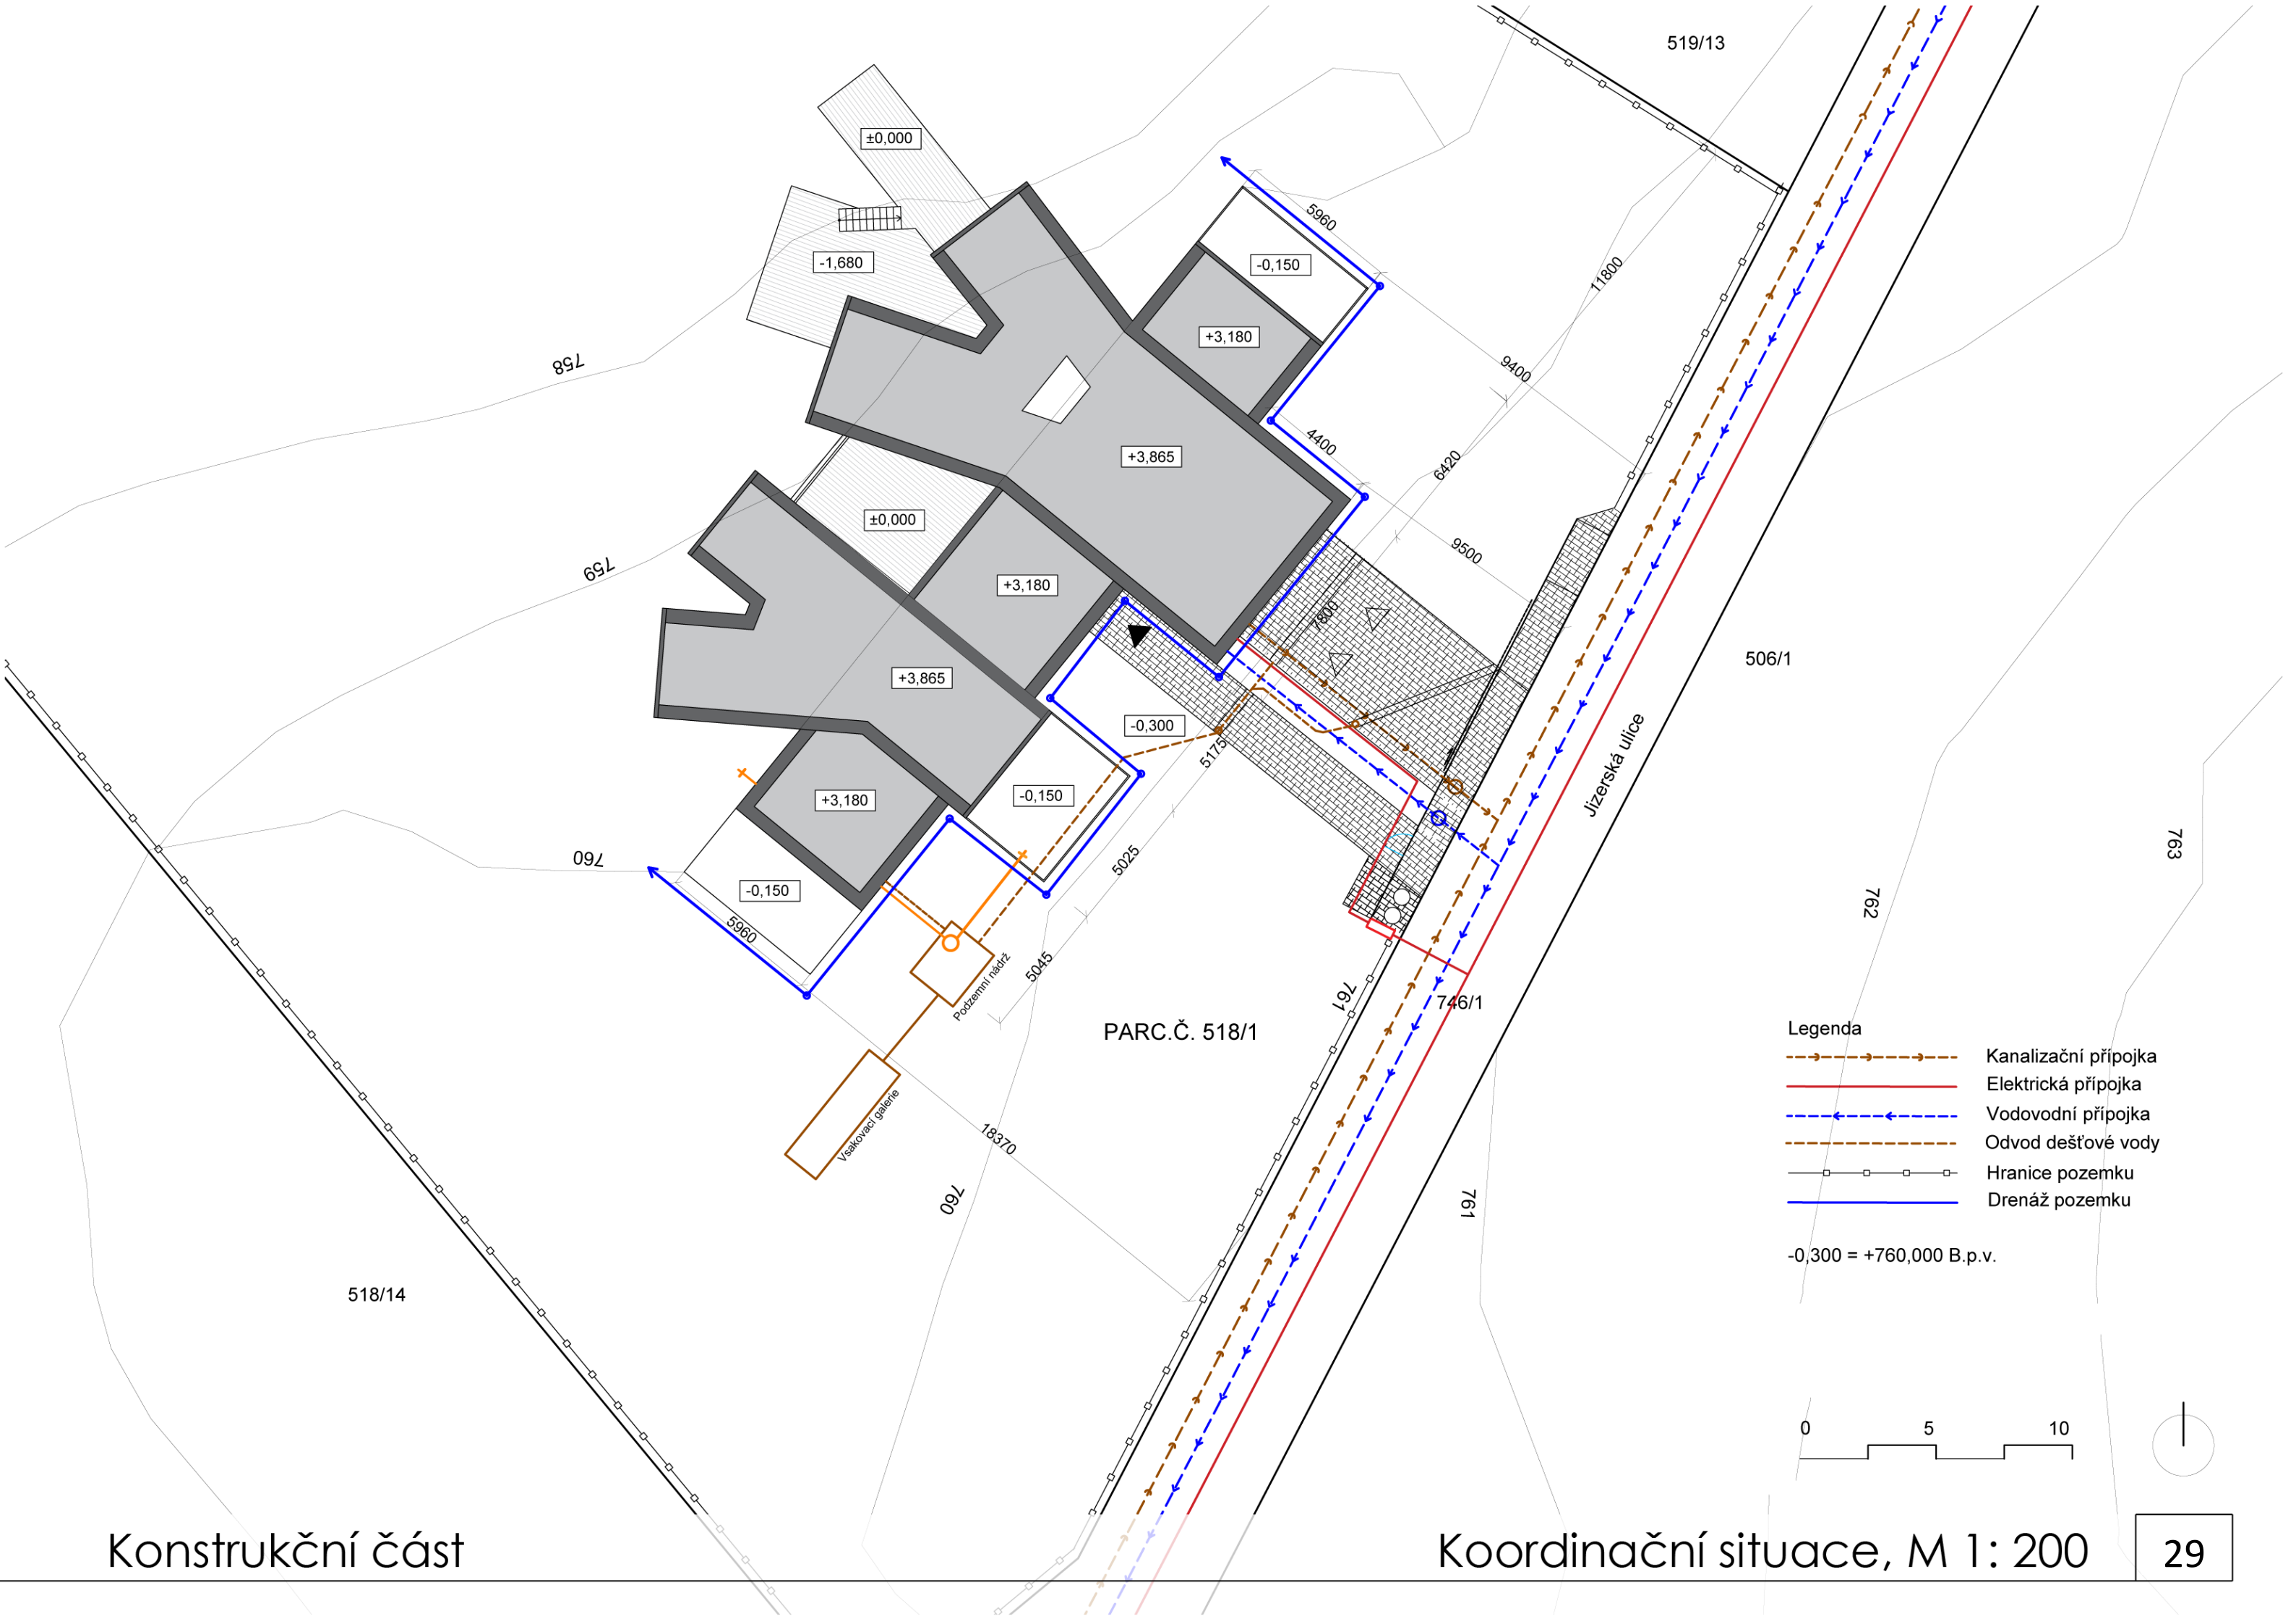 519/13
±0,000
5960
-1,680
-0,150
11800
+3,180
758
9400
4400
+3,865
6420
±0,000
9500
759
+3,180
7800
506/1
+3,865
-0,300
Jizerská ulice
5175
-0,150
+3,180
760
5025
763
-0,150
762
5960
5045
Podzemní nádrž
761
746/1
PARC.Č. 518/1
Legenda
Kanalizační přípojka
Elektrická přípojka
Vodovodní přípojka
Odvod dešťové vody
Hranice pozemku
Drenáž pozemku
Vsakovací galerie
18370
760
761
-0,300 = +760,000 B.p.v.
518/14
0 5 10
Konstrukční část
Koordinační situace, M 1: 200
29